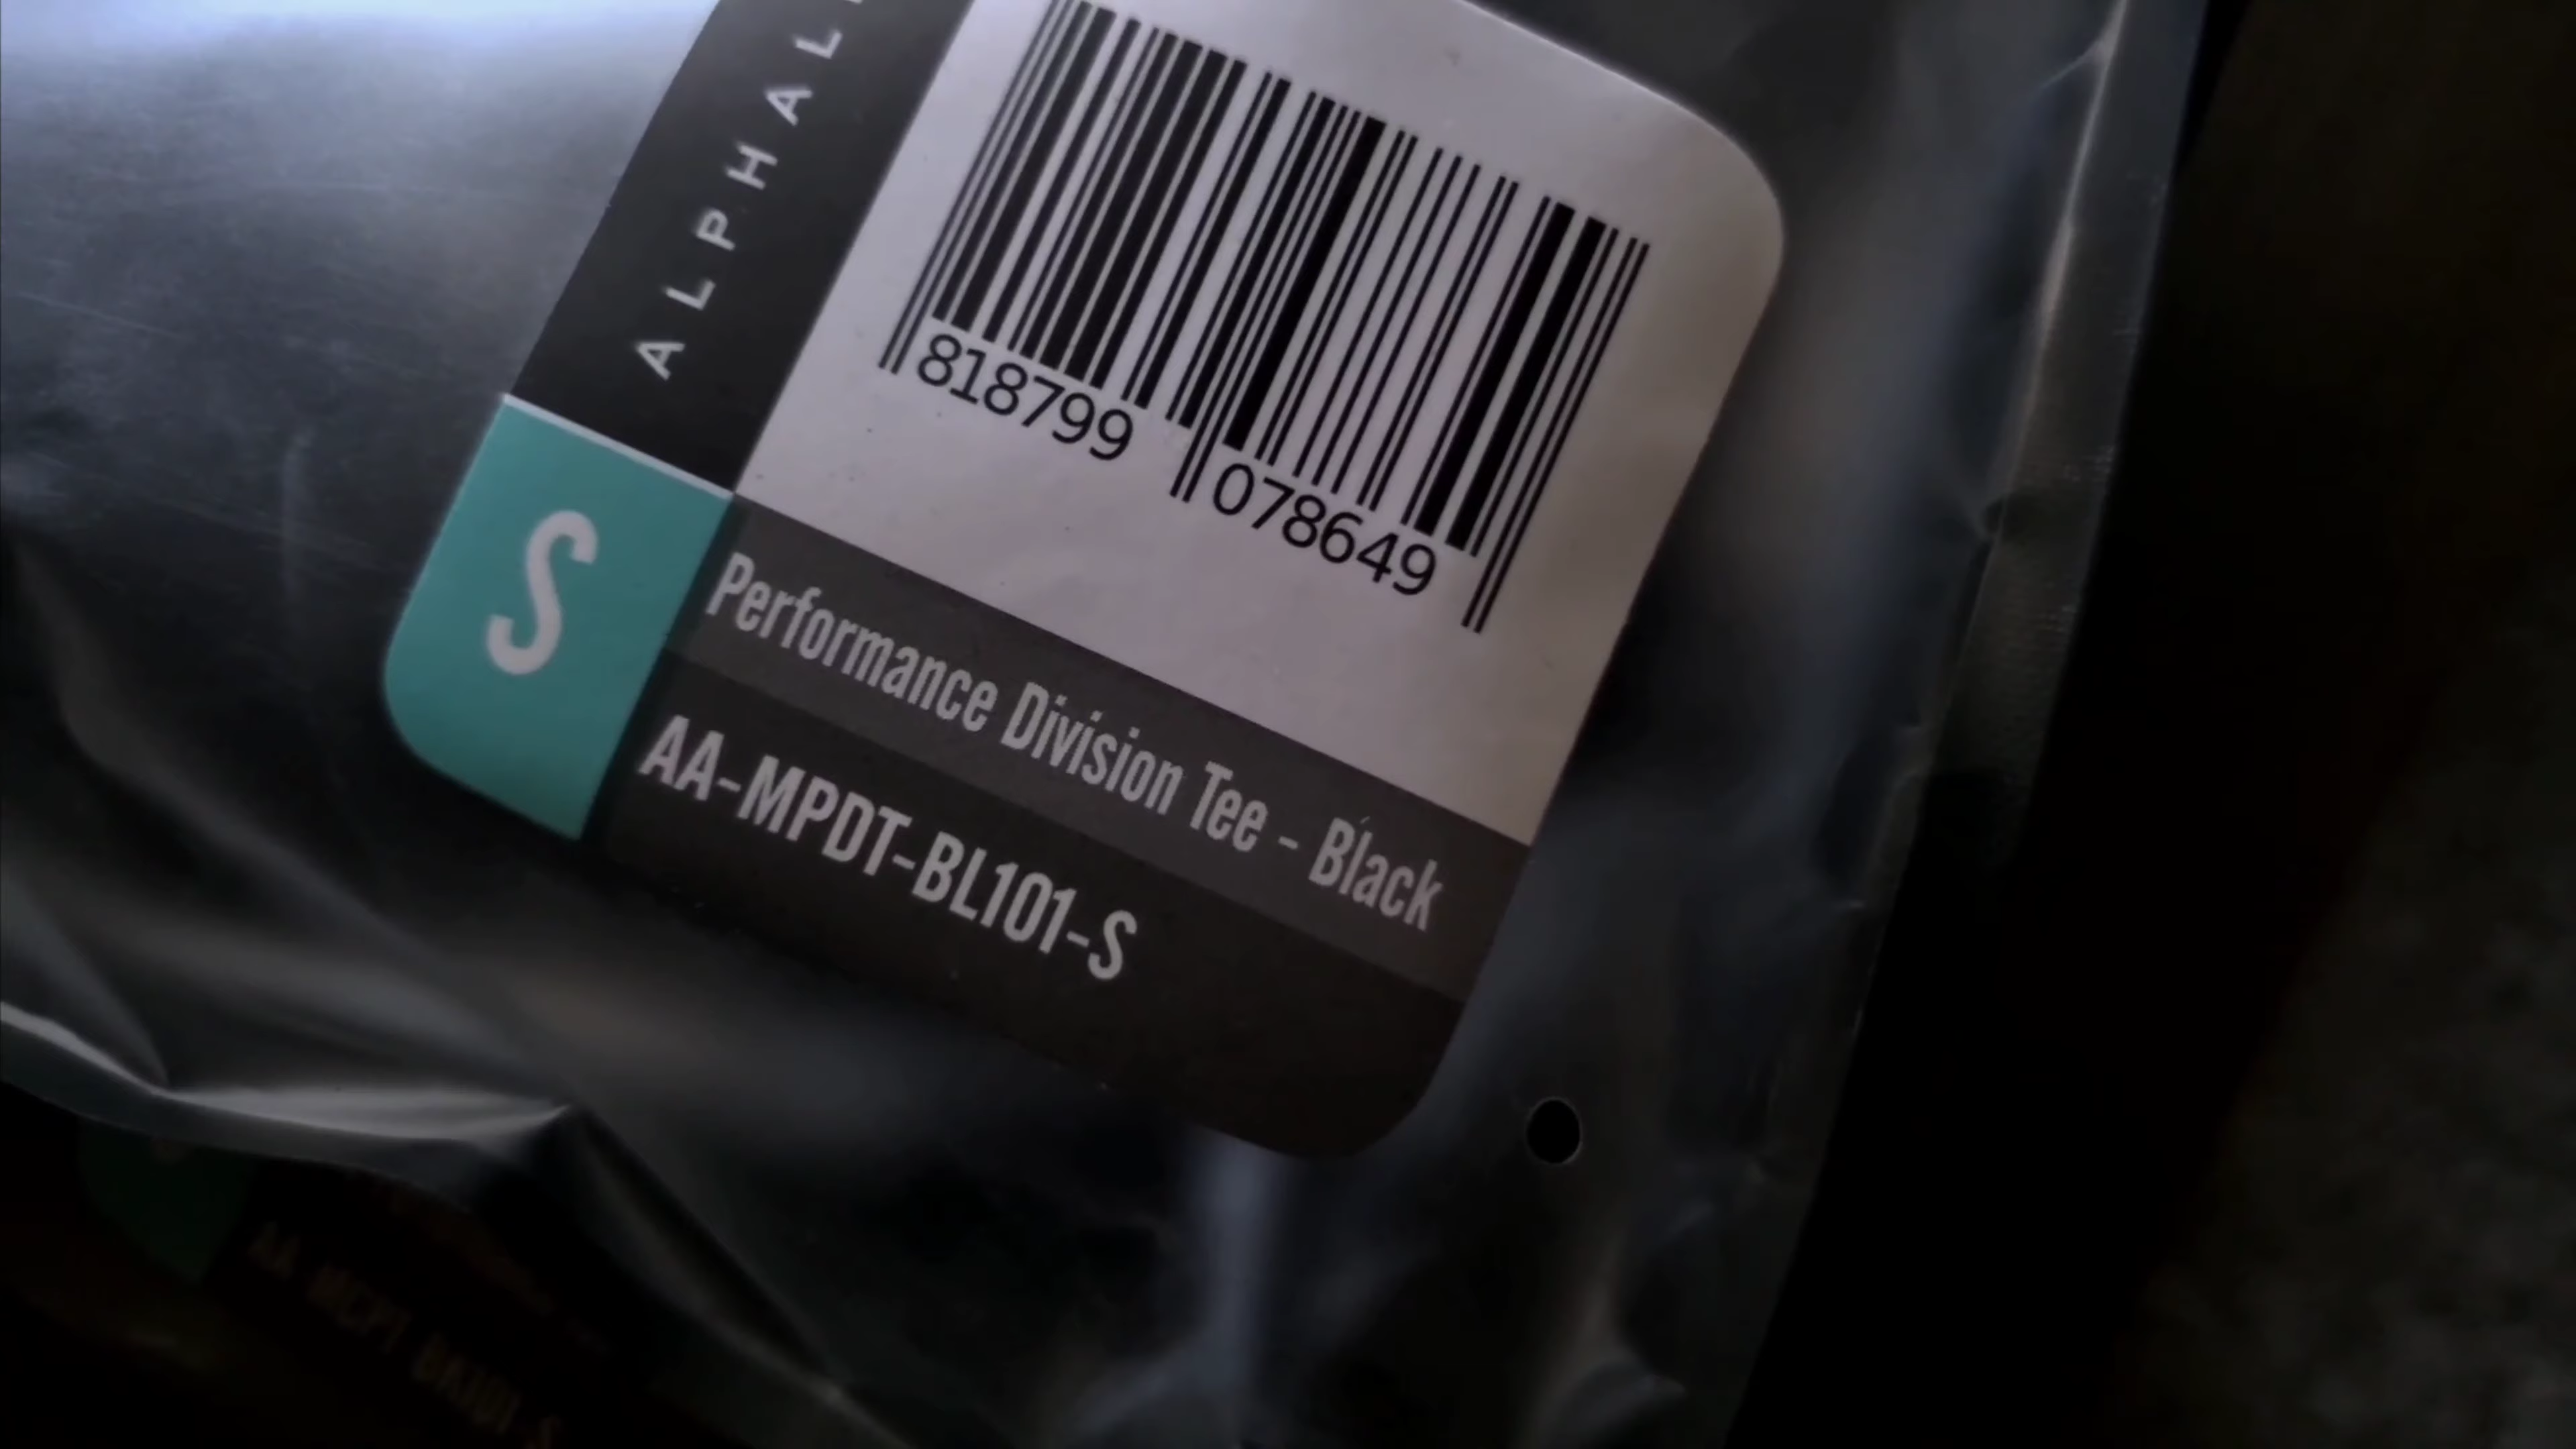 ALPHAL
818799 078649
S
Performance Division Tee - Black
AA-MPDT-BL101-S